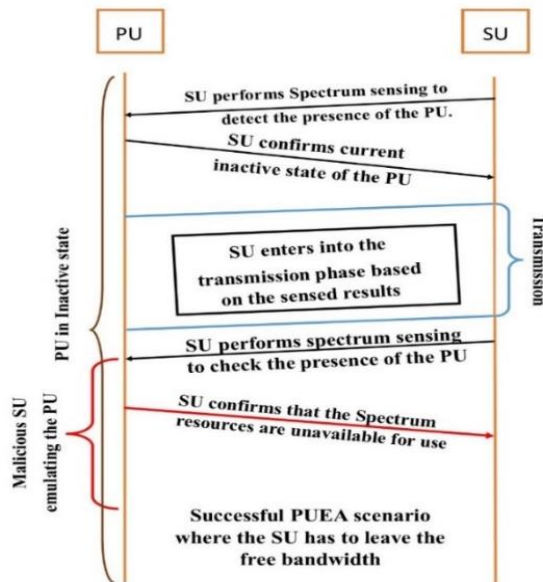 PU
SU
SU performs Spectrum sensing to
detect the presence of the PU.
SU confirms current
inactive state of the PU
SU enters into the
transmission phase based
on the sensed results
Transmission
PU in Inactive state
SU performs spectrum sensing
to check the presence of the PU
Malicious SU
emulating the PU
SU confirms that the Spectrum
resources are unavailable for use
Successful PUEA scenario
where the SU has to leave the
free bandwidth